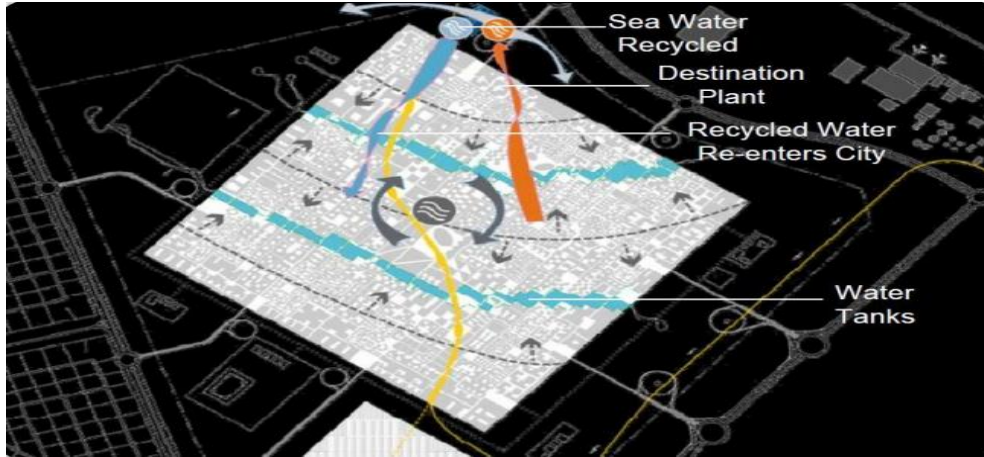 Sea Water
Recycled
Destination
Plant
Recycled Water
Re-enters City
Water
Tanks